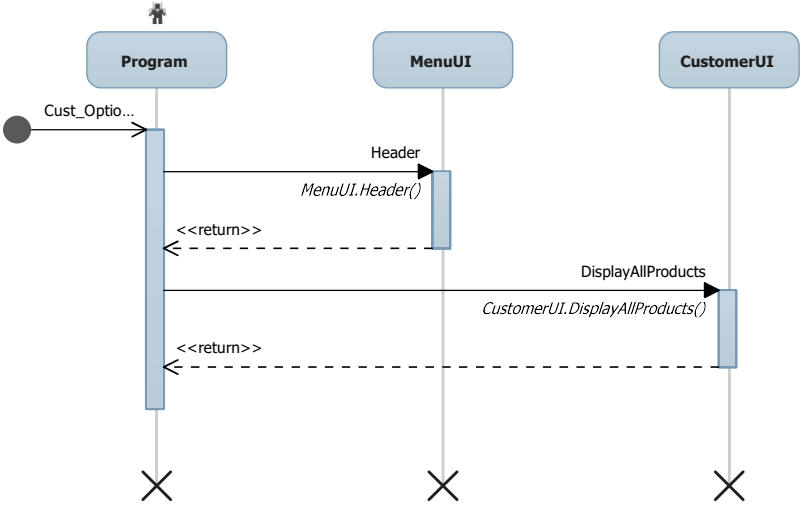 Program
MenuUI
CustomerUI
Cust_Optio...
Header
MenuUI.Header()
<<return>>
DisplayAllProducts
CustomerUI.DisplayAllProducts()
<<return>>